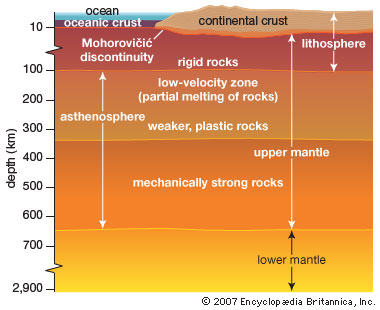 ocean
oceanic crust
continental crust
10
Mohorovičić
discontinuity
lithosphere
rigid rocks
100
low-velocity zone
(partial melting of rocks)
200
asthenosphere
weaker, plastic rocks
300
upper mantle
400
mechanically strong rocks
500
600
700
lower mantle
2,900
depth (km)
© 2007 Encyclopædia Britannica, Inc.